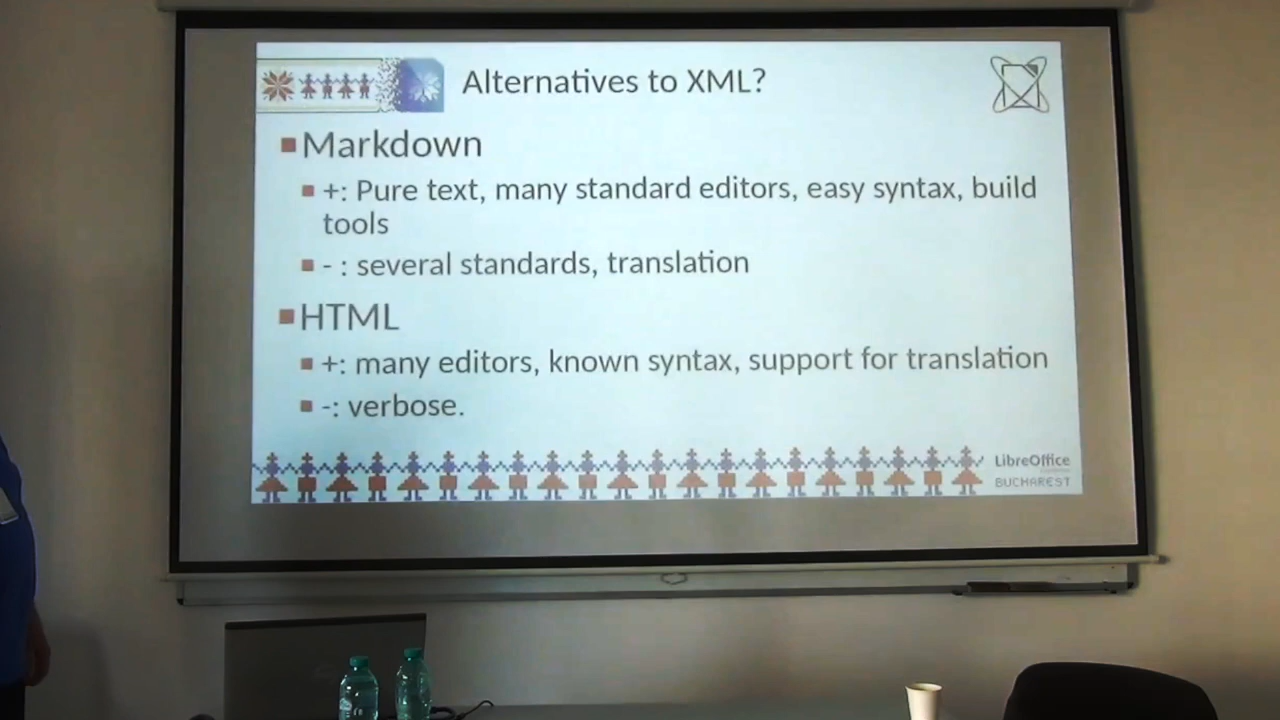 Alternatives to XML?
Markdown
+: Pure text, many standard editors, easy syntax, build
tools
- : several standards, translation
HTML
+: many editors, known syntax, support for translation
-: verbose.
LibreOffice
BUCHAREST